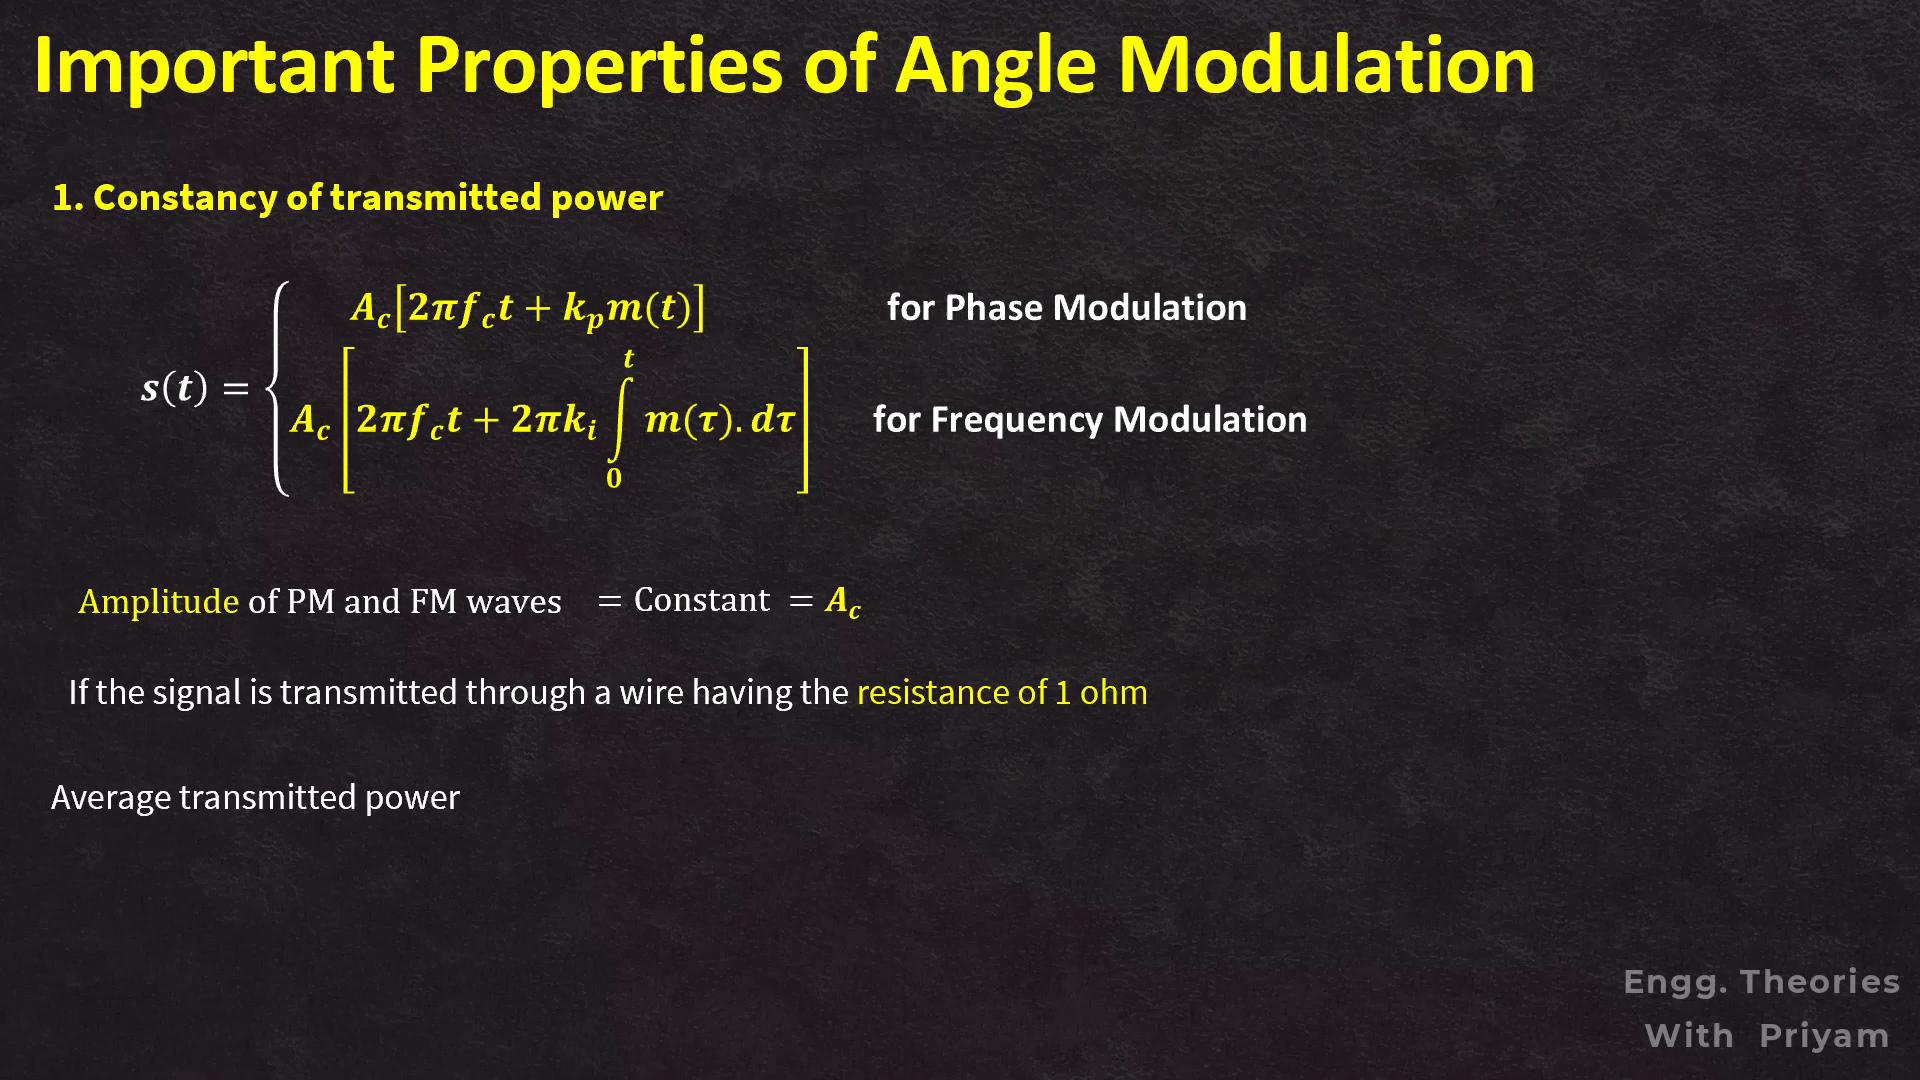 Important Properties of Angle Modulation
1. Constancy of transmitted power
s(t) = { A_c[2πf_c t + k_p m(t)] for Phase Modulation
A_c[2πf_c t + 2πk_i ∫_0^t m(τ). dτ] for Frequency Modulation
Amplitude of PM and FM waves = Constant = A_c
If the signal is transmitted through a wire having the resistance of 1 ohm
Average transmitted power
Engg. Theories
With Priyam